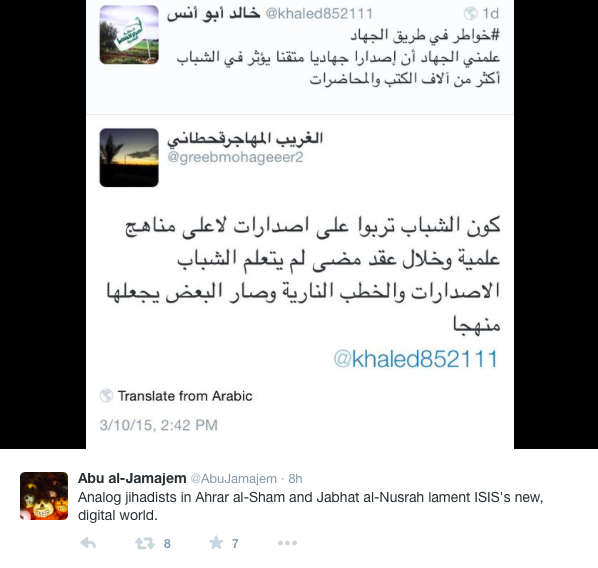 خالد أبو أنس @khaled852111 1d
#خواطر في طريق الجهاد
علمني الجهاد أن إصدارا جهاديا متقنا يؤثر في الشباب
أكثر من آلاف الكتب والمحاضرات
الغريب المهاجرقحطاني
@greebmohageeer2
كون الشباب تربوا على اصدارات لاعلى مناهج
علمية وخلال عقد مضى لم يتعلم الشباب
الاصدارات والخطب النارية وصار البعض يجعلها
منهجا
@khaled852111
Translate from Arabic
3/10/15, 2:42 PM
Abu al-Jamajem @AbuJamajem · 8h
Analog jihadists in Ahrar al-Sham and Jabhat al-Nusrah lament ISIS's new,
digital world.
8 7